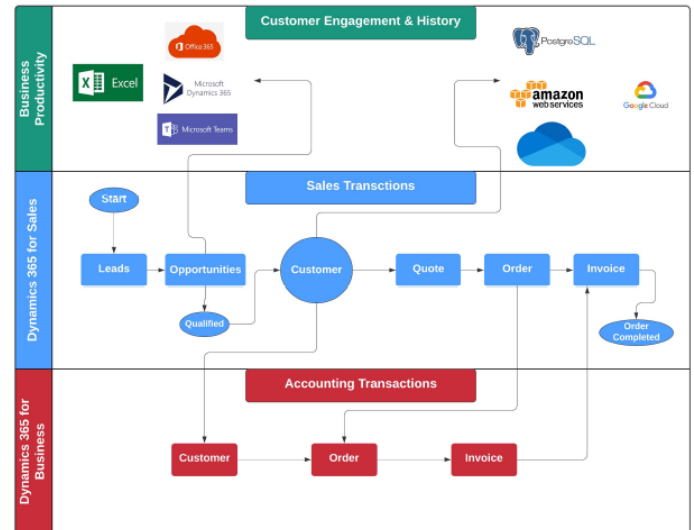 Customer Engagement & History
Business
Productivity
Office 365
Excel
Microsoft
Dynamics 365
Microsoft Teams
PostgreSQL
amazon
webservices
Google Cloud
Dynamics 365 for Sales
Sales Transctions
Start
Leads
Opportunities
Qualified
Customer
Quote
Order
Invoice
Order
Completed
Dynamics 365 for
Business
Accounting Transactions
Customer
Order
Invoice